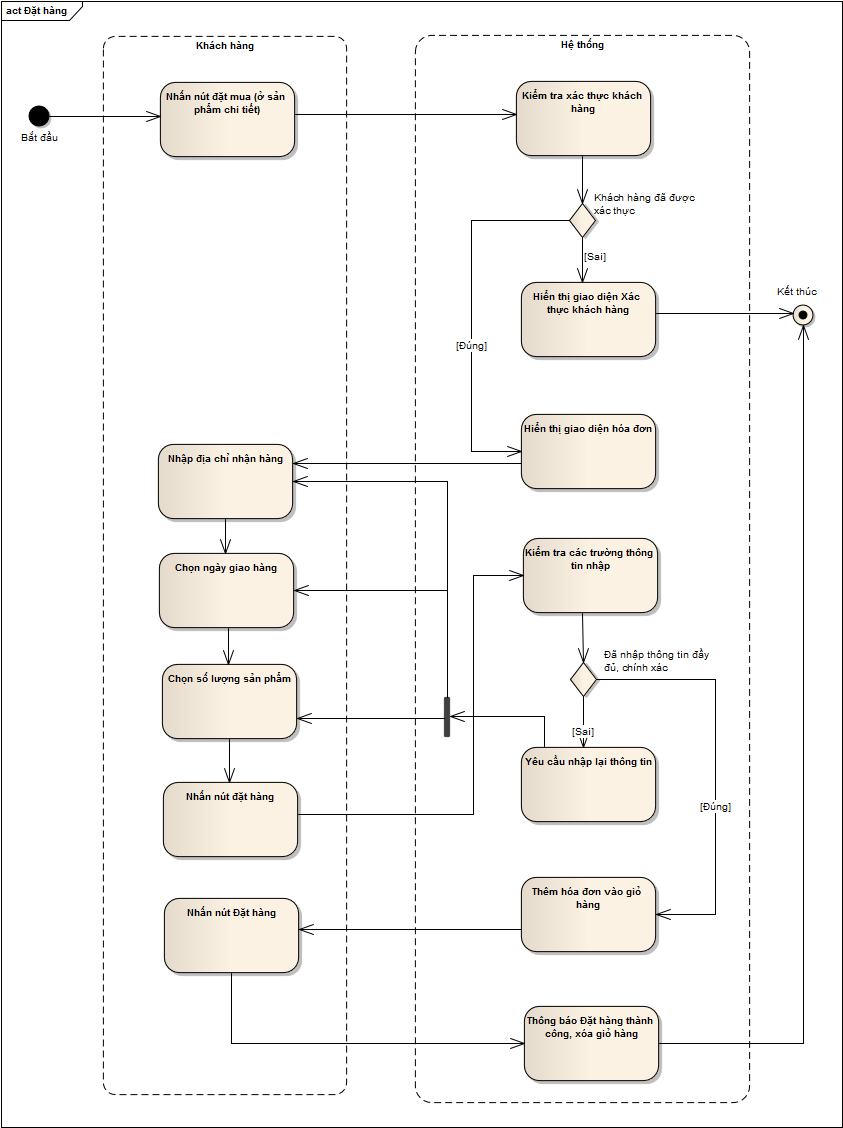 act Đặt hàng
Khách hàng
Hệ thống
Nhấn nút đặt mua (ở sản
phẩm chi tiết)
Kiểm tra xác thực khách
hàng
Bắt đầu
Khách hàng đã được
xác thực
[Sai]
Hiển thị giao diện Xác
thực khách hàng
Kết thúc
[Đúng]
Hiển thị giao diện hóa đơn
Nhập địa chỉ nhận hàng
Kiểm tra các trường thông
tin nhập
Chọn ngày giao hàng
Đã nhập thông tin đầy
đủ, chính xác
Chọn số lượng sản phẩm
[Sai]
Yêu cầu nhập lại thông tin
Nhấn nút đặt hàng
[Đúng]
Thêm hóa đơn vào giỏ
hàng
Nhấn nút Đặt hàng
Thông báo Đặt hàng thành
công, xóa giỏ hàng